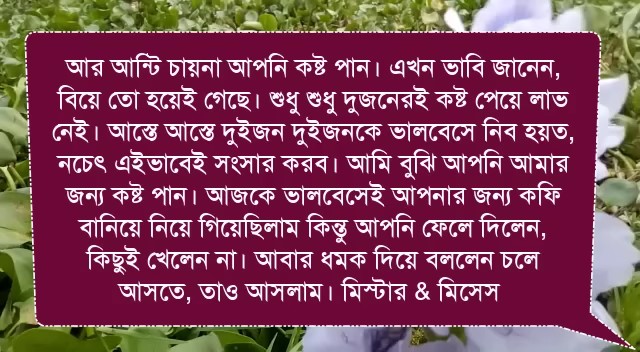 আর আন্টি চায়না আপনি কষ্ট পান। এখন ভাবি জানেন,
বিয়ে তো হয়েই গেছে। শুধু শুধু দুজনেরই কষ্ট পেয়ে লাভ
নেই। আস্তে আস্তে দুইজন দুইজনকে ভালবেসে নিব হয়ত,
নচেৎ এইভাবেই সংসার করব। আমি বুঝি আপনি আমার
জন্য কষ্ট পান। আজকে ভালবেসেই আপনার জন্য কফি
বানিয়ে নিয়ে গিয়েছিলাম কিন্তু আপনি ফেলে দিলেন,
কিছুই খেলেন না। আবার ধমক দিয়ে বললেন চলে
আসতে, তাও আসলাম। মিস্টার & মিসেস